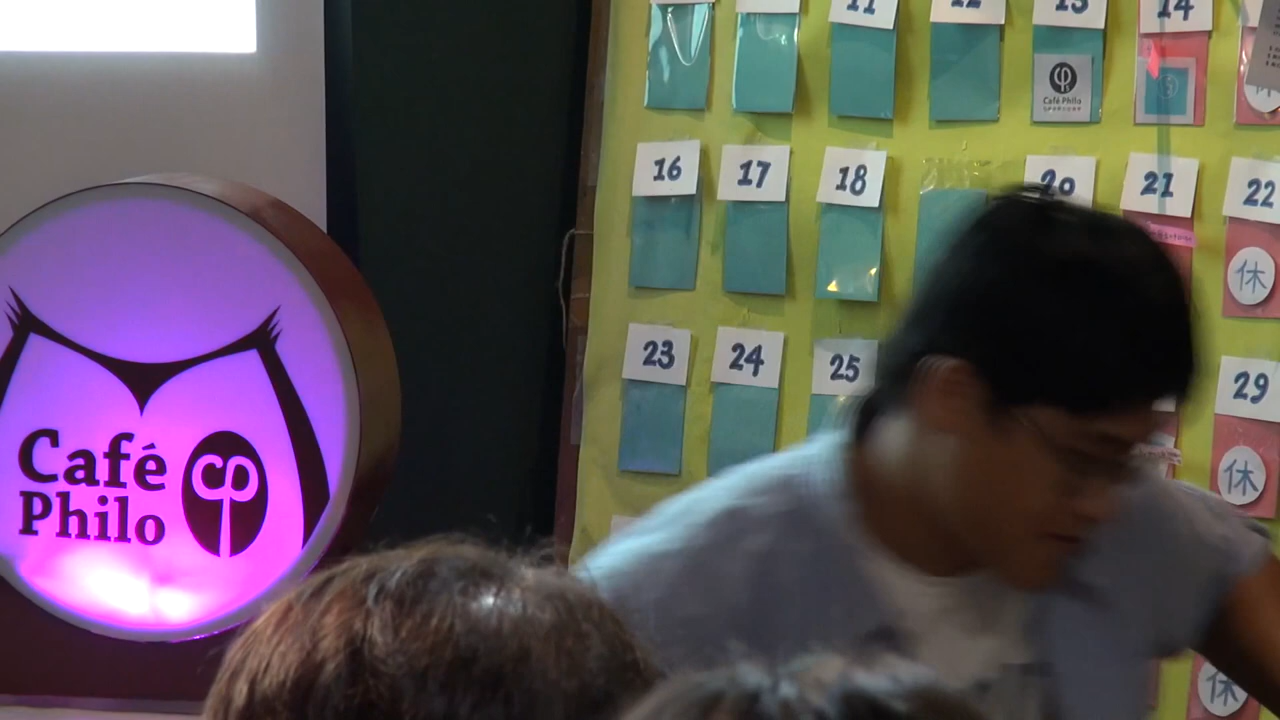 11
12
13
14
Café Philo
16
17
18
20
21
22
休
23
24
25
29
休
休
Café
Philo
φ